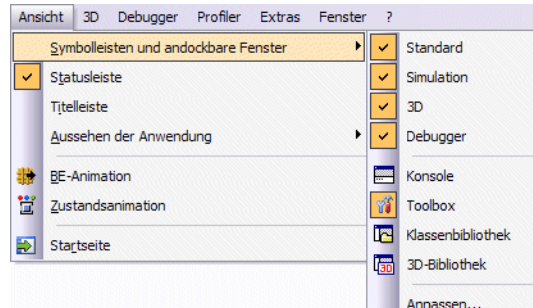 Ansicht 3D Debugger Profiler Extras Fenster ?
Symbolleisten und andockbare Fenster
Statusleiste
Titelleiste
Aussehen der Anwendung
BE-Animation
Zustandsanimation
Startseite
Standard
Simulation
3D
Debugger
Konsole
Toolbox
Klassenbibliothek
3D-Bibliothek
Anpassen...